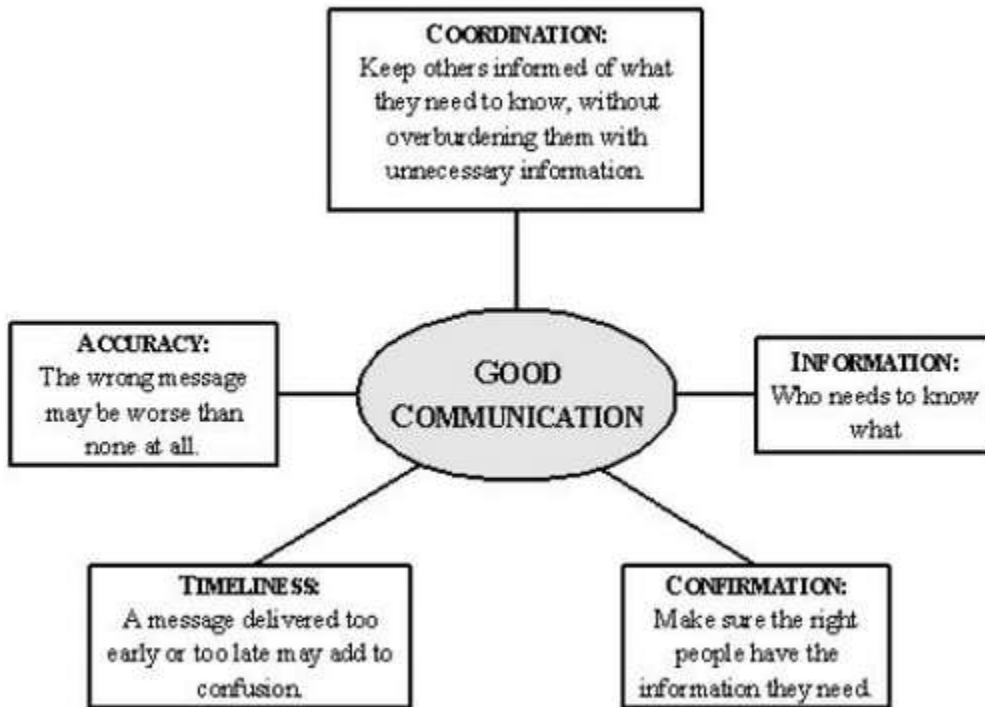 COORDINATION:
Keep others informed of what
they need to know, without
overburdening them with
unnecessary information.
ACCURACY:
The wrong message
may be worse than
none at all.
GOOD
COMMUNICATION
INFORMATION:
Who needs to know
what
TIMELINESS:
A message delivered too
early or too late may add to
confusion.
CONFIRMATION:
Make sure the right
people have the
information they need.